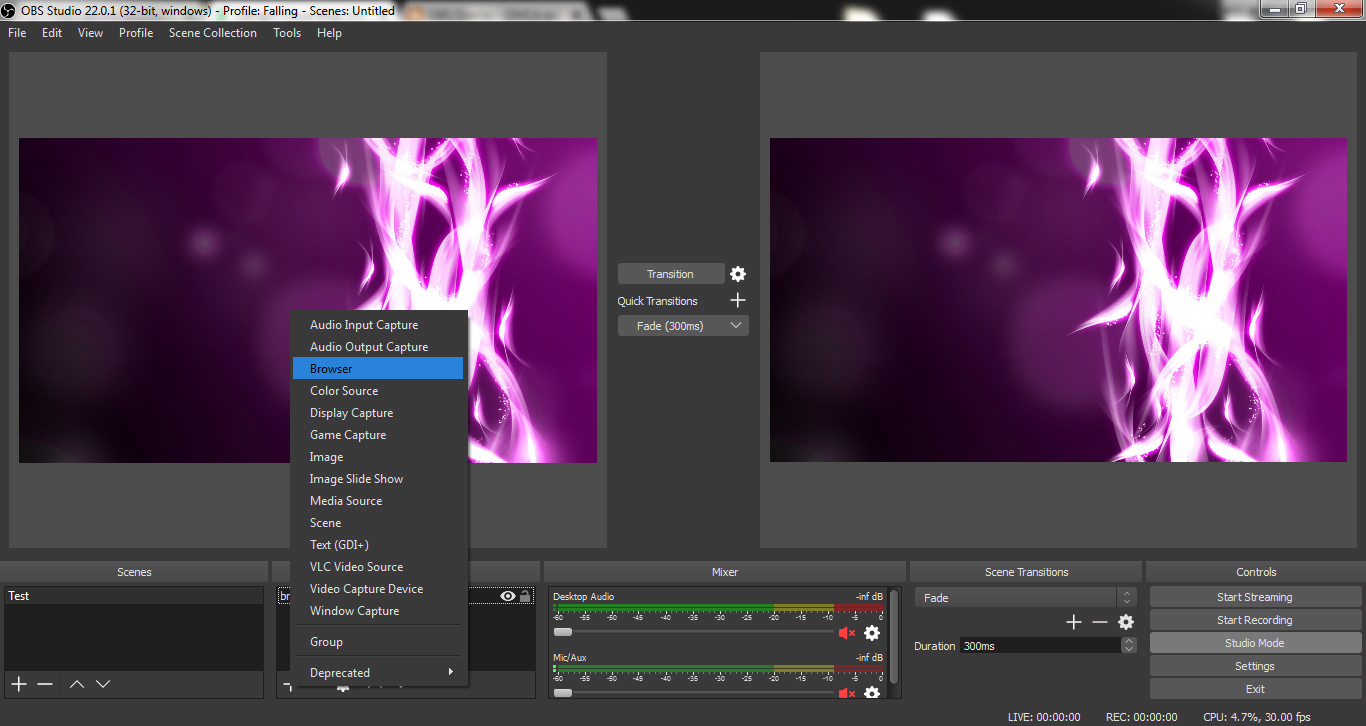 OBS Studio 22.0.1 (32-bit, windows) - Profile: Falling - Scenes: Untitled
File Edit View Profile Scene Collection Tools Help
Transition
Quick Transitions
Fade (300ms)
Audio Input Capture
Audio Output Capture
Browser
Color Source
Display Capture
Game Capture
Image
Image Slide Show
Media Source
Scene
Text (GDI+)
VLC Video Source
Video Capture Device
Window Capture
Group
Deprecated
Scenes
Test
br
Mixer
Desktop Audio -inf dB
-60 -55 -50 -45 -40 -35 -30 -25 -20 -15 -10 -5 0
Mic/Aux -inf dB
-60 -55 -50 -45 -40 -35 -30 -25 -20 -15 -10 -5 0
Scene Transitions
Fade
Duration 300ms
Controls
Start Streaming
Start Recording
Studio Mode
Settings
Exit
LIVE: 00:00:00 REC: 00:00:00 CPU: 4.7%, 30.00 fps